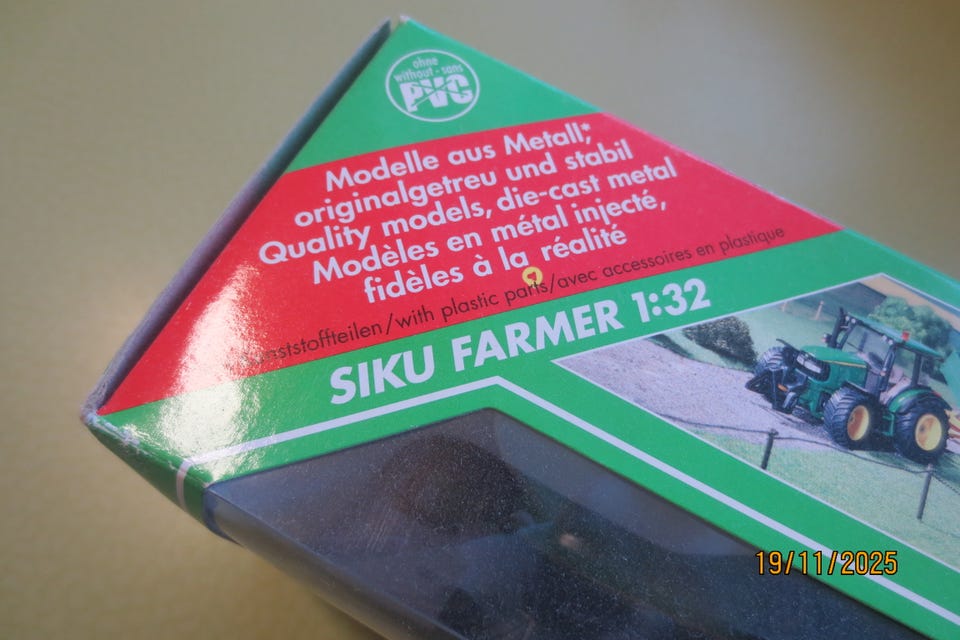 ohne
without - sans
PVC
Modelle aus Metall,*
originalgetreu und stabil
Quality models, die-cast metal
Modèles en métal injecté,
fidèles à la réalité
/with plastic parts/avec accessoires en plastique
SIKU FARMER 1:32
19/11/2025